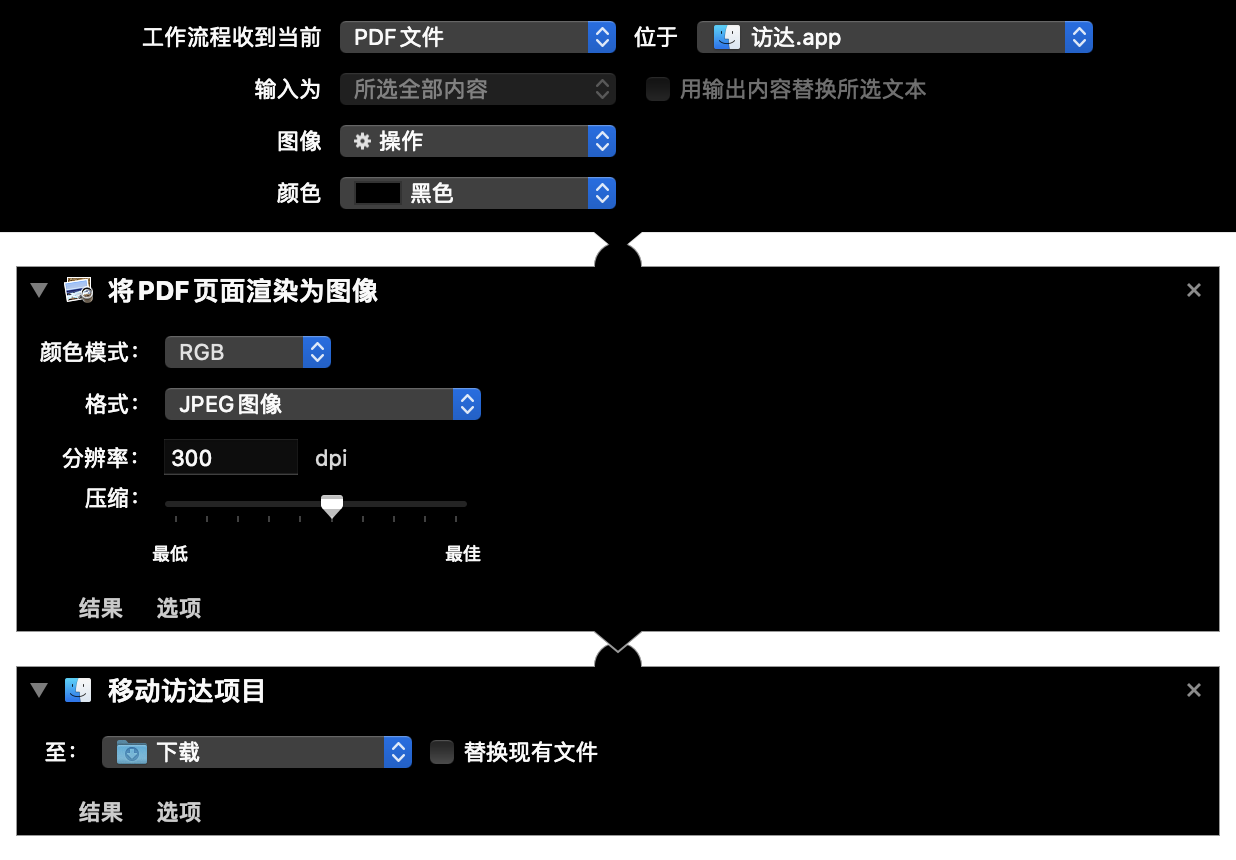 工作流程收到当前 PDF文件 位于 访达.app
输入为 所选全部内容 用输出内容替换所选文本
图像 操作
颜色 黑色
将PDF页面渲染为图像
颜色模式： RGB
格式： JPEG图像
分辨率： 300 dpi
压缩：
最低 最佳
结果 选项
移动访达项目
至： 下载 替换现有文件
结果 选项